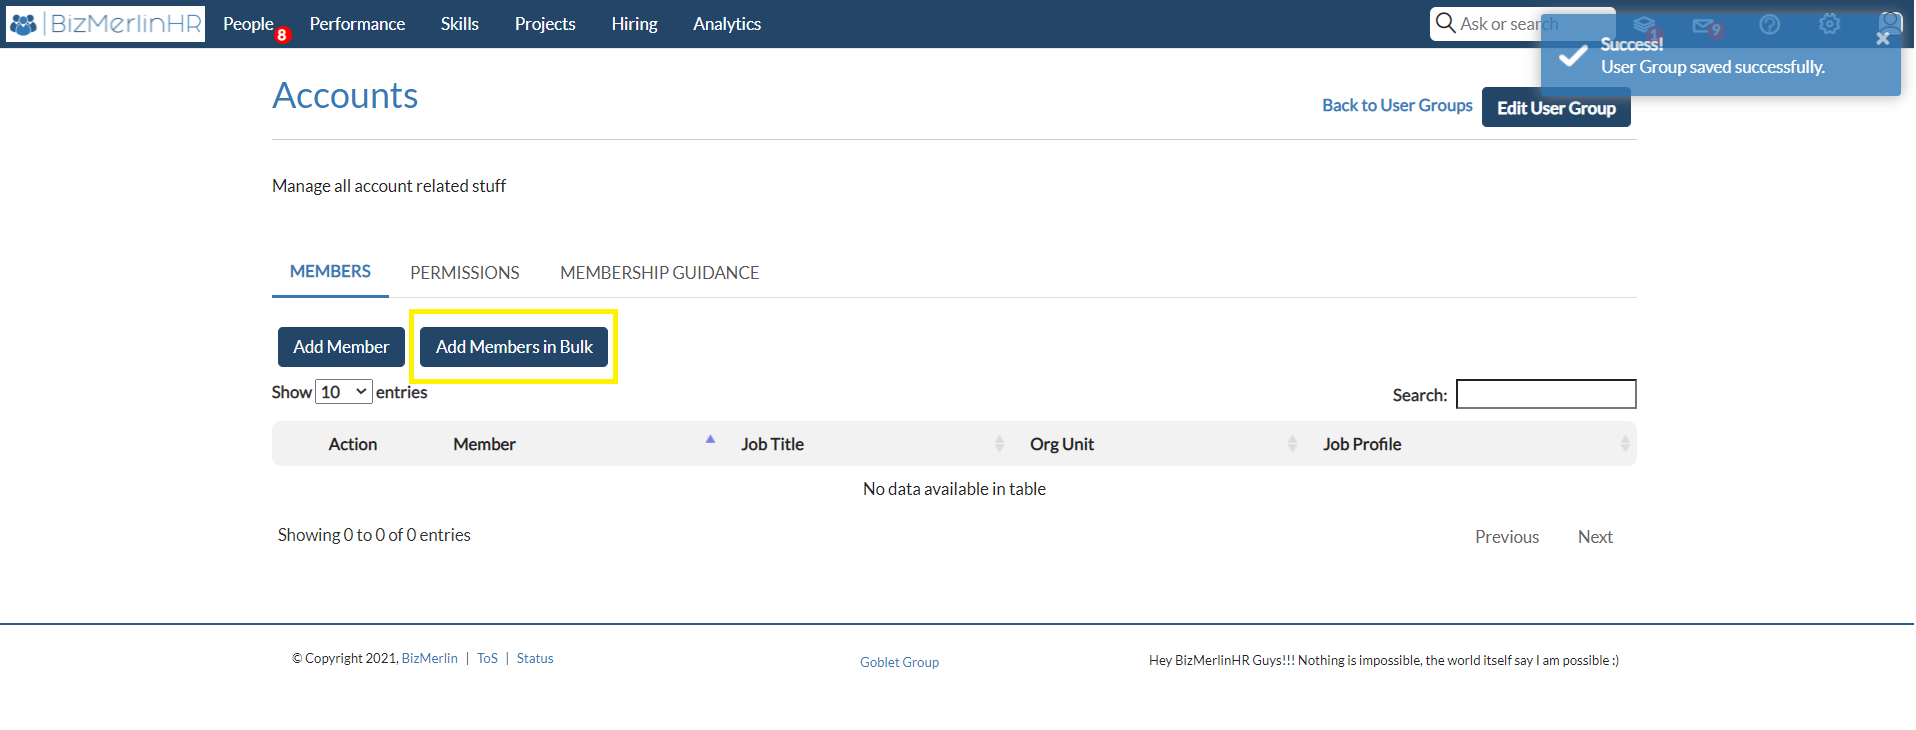 BizMerlinHR People 8 Performance Skills Projects Hiring Analytics Ask or search 1 9
Success!
User Group saved successfully.
Accounts
Back to User Groups Edit User Group
Manage all account related stuff
MEMBERS PERMISSIONS MEMBERSHIP GUIDANCE
Add Member Add Members in Bulk
Show 10 entries Search:
Action Member Job Title Org Unit Job Profile
No data available in table
Showing 0 to 0 of 0 entries Previous Next
© Copyright 2021, BizMerlin | ToS | Status Goblet Group Hey BizMerlinHR Guys!!! Nothing is impossible, the world itself say I am possible :)